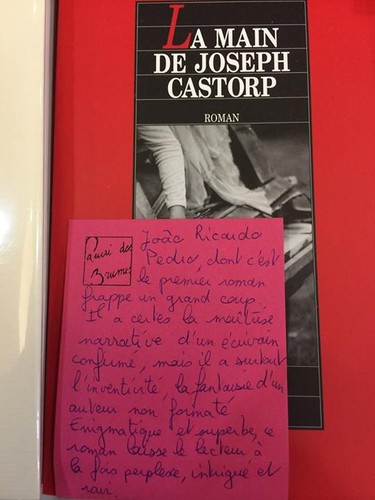 LA MAIN
DE JOSEPH
CASTORP
ROMAN
Quai des
Brumes
João Ricardo
Pedro, dont c'est
le premier roman
frappe un grand coup.
Il a certes la maîtrise
narrative d'un écrivain
confirmé, mais il a surtout
l'inventivité, la fantaisie d'un
auteur non formaté
Enigmatique et superbe, ce
roman laisse le lecteur à
la fois perplexe, intrigué et
ravi.